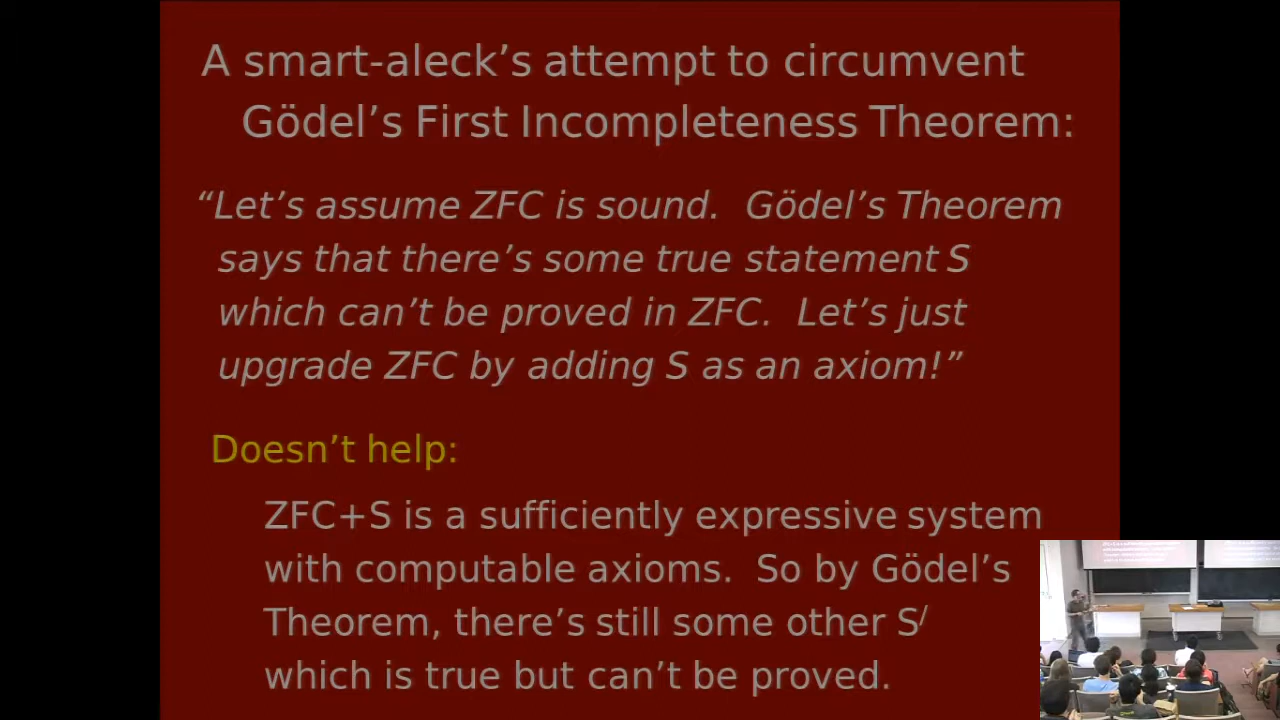 A smart-aleck’s attempt to circumvent
Gödel’s First Incompleteness Theorem:
“Let’s assume ZFC is sound.  Gödel’s Theorem
says that there’s some true statement S
which can’t be proved in ZFC.  Let’s just
upgrade ZFC by adding S as an axiom!”
Doesn’t help:
ZFC+S is a sufficiently expressive system
with computable axioms.  So by Gödel’s
Theorem, there’s still some other S/
which is true but can’t be proved.